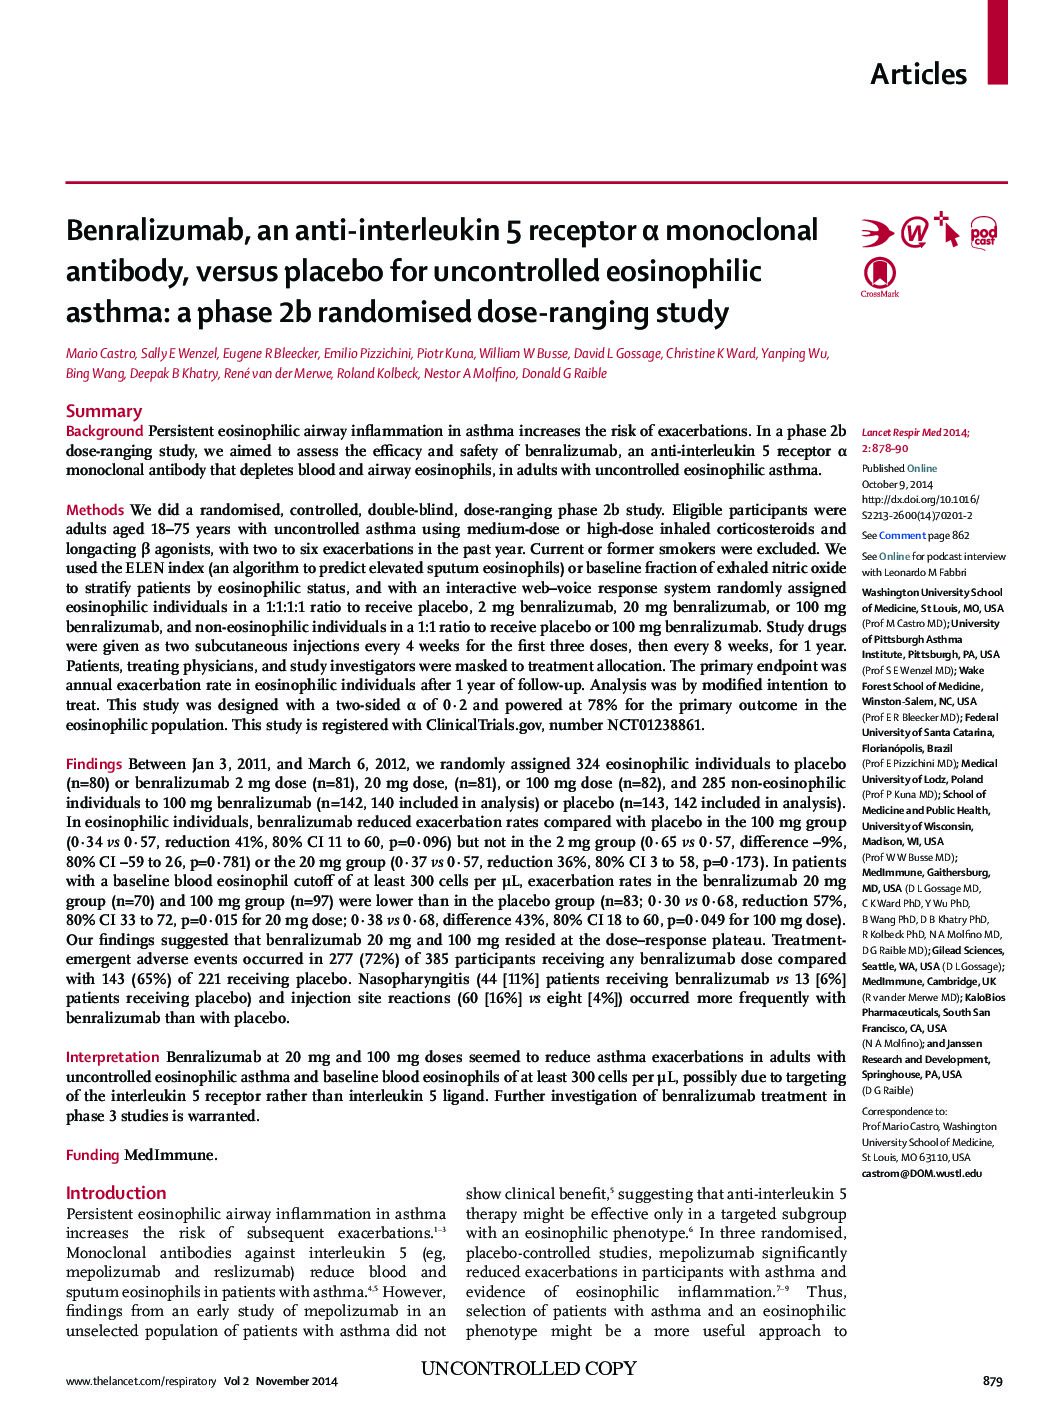 Articles
Benralizumab, an anti-interleukin 5 receptor α monoclonal
antibody, versus placebo for uncontrolled eosinophilic
asthma: a phase 2b randomised dose-ranging study
Mario Castro, Sally E Wenzel, Eugene R Bleecker, Emilio Pizzichini, Piotr Kuna, William W Busse, David L Gossage, Christine K Ward, Yanping Wu,
Bing Wang, Deepak B Khatry, René van der Merwe, Roland Kolbeck, Nestor A Molfino, Donald G Raible
Summary
Background Persistent eosinophilic airway inflammation in asthma increases the risk of exacerbations. In a phase 2b
dose-ranging study, we aimed to assess the efficacy and safety of benralizumab, an anti-interleukin 5 receptor α
monoclonal antibody that depletes blood and airway eosinophils, in adults with uncontrolled eosinophilic asthma.
Methods We did a randomised, controlled, double-blind, dose-ranging phase 2b study. Eligible participants were
adults aged 18–75 years with uncontrolled asthma using medium-dose or high-dose inhaled corticosteroids and
longacting β agonists, with two to six exacerbations in the past year. Current or former smokers were excluded. We
used the ELEN index (an algorithm to predict elevated sputum eosinophils) or baseline fraction of exhaled nitric oxide
to stratify patients by eosinophilic status, and with an interactive web–voice response system randomly assigned
eosinophilic individuals in a 1:1:1:1 ratio to receive placebo, 2 mg benralizumab, 20 mg benralizumab, or 100 mg
benralizumab, and non-eosinophilic individuals in a 1:1 ratio to receive placebo or 100 mg benralizumab. Study drugs
were given as two subcutaneous injections every 4 weeks for the first three doses, then every 8 weeks, for 1 year.
Patients, treating physicians, and study investigators were masked to treatment allocation. The primary endpoint was
annual exacerbation rate in eosinophilic individuals after 1 year of follow-up. Analysis was by modified intention to
treat. This study was designed with a two-sided α of 0·2 and powered at 78% for the primary outcome in the
eosinophilic population. This study is registered with ClinicalTrials.gov, number NCT01238861.
Findings Between Jan 3, 2011, and March 6, 2012, we randomly assigned 324 eosinophilic individuals to placebo
(n=80) or benralizumab 2 mg dose (n=81), 20 mg dose, (n=81), or 100 mg dose (n=82), and 285 non-eosinophilic
individuals to 100 mg benralizumab (n=142, 140 included in analysis) or placebo (n=143, 142 included in analysis).
In eosinophilic individuals, benralizumab reduced exacerbation rates compared with placebo in the 100 mg group
(0·34 vs 0·57, reduction 41%, 80% CI 11 to 60, p=0·096) but not in the 2 mg group (0·65 vs 0·57, difference –9%,
80% CI –59 to 26, p=0·781) or the 20 mg group (0·37 vs 0·57, reduction 36%, 80% CI 3 to 58, p=0·173). In patients
with a baseline blood eosinophil cutoff of at least 300 cells per µL, exacerbation rates in the benralizumab 20 mg
group (n=70) and 100 mg group (n=97) were lower than in the placebo group (n=83; 0·30 vs 0·68, reduction 57%,
80% CI 33 to 72, p=0·015 for 20 mg dose; 0·38 vs 0·68, difference 43%, 80% CI 18 to 60, p=0·049 for 100 mg dose).
Our findings suggested that benralizumab 20 mg and 100 mg resided at the dose–response plateau. Treatment-
emergent adverse events occurred in 277 (72%) of 385 participants receiving any benralizumab dose compared
with 143 (65%) of 221 receiving placebo. Nasopharyngitis (44 [11%] patients receiving benralizumab vs 13 [6%]
patients receiving placebo) and injection site reactions (60 [16%] vs eight [4%]) occurred more frequently with
benralizumab than with placebo.
Interpretation Benralizumab at 20 mg and 100 mg doses seemed to reduce asthma exacerbations in adults with
uncontrolled eosinophilic asthma and baseline blood eosinophils of at least 300 cells per µL, possibly due to targeting
of the interleukin 5 receptor rather than interleukin 5 ligand. Further investigation of benralizumab treatment in
phase 3 studies is warranted.
Funding MedImmune.
Introduction
Persistent eosinophilic airway inflammation in asthma
increases the risk of subsequent exacerbations.1–3
Monoclonal antibodies against interleukin 5 (eg,
mepolizumab and reslizumab) reduce blood and
sputum eosinophils in patients with asthma.4,5 However,
findings from an early study of mepolizumab in an
unselected population of patients with asthma did not
show clinical benefit,5 suggesting that anti-interleukin 5
therapy might be effective only in a targeted subgroup
with an eosinophilic phenotype.6 In three randomised,
placebo-controlled studies, mepolizumab significantly
reduced exacerbations in participants with asthma and
evidence of eosinophilic inflammation.7–9 Thus,
selection of patients with asthma and an eosinophilic
phenotype might be a more useful approach to
W
pod
cast
CrossMark
Lancet Respir Med 2014;
2: 878–90
Published Online
October 9, 2014
http://dx.doi.org/10.1016/
S2213-2600(14)70201-2
See Comment page 862
See Online for podcast interview
with Leonardo M Fabbri
Washington University School
of Medicine, St Louis, MO, USA
(Prof M Castro MD); University
of Pittsburgh Asthma
Institute, Pittsburgh, PA, USA
(Prof S E Wenzel MD); Wake
Forest School of Medicine,
Winston-Salem, NC, USA
(Prof E R Bleecker MD); Federal
University of Santa Catarina,
Florianópolis, Brazil
(Prof E Pizzichini MD); Medical
University of Lodz, Poland
(Prof P Kuna MD); School of
Medicine and Public Health,
University of Wisconsin,
Madison, WI, USA
(Prof W W Busse MD);
MedImmune, Gaithersburg,
MD, USA (D L Gossage MD,
C K Ward PhD, Y Wu PhD,
B Wang PhD, D B Khatry PhD,
R Kolbeck PhD, N A Molfino MD,
D G Raible MD); Gilead Sciences,
Seattle, WA, USA (D L Gossage);
MedImmune, Cambridge, UK
(R van der Merwe MD); KaloBios
Pharmaceuticals, South San
Francisco, CA, USA
(N A Molfino); and Janssen
Research and Development,
Springhouse, PA, USA
(D G Raible)
Correspondence to:
Prof Mario Castro, Washington
University School of Medicine,
St Louis, MO 63110, USA
castrom@DOM.wustl.edu
UNCONTROLLED COPY
www.thelancet.com/respiratory Vol 2 November 2014
879